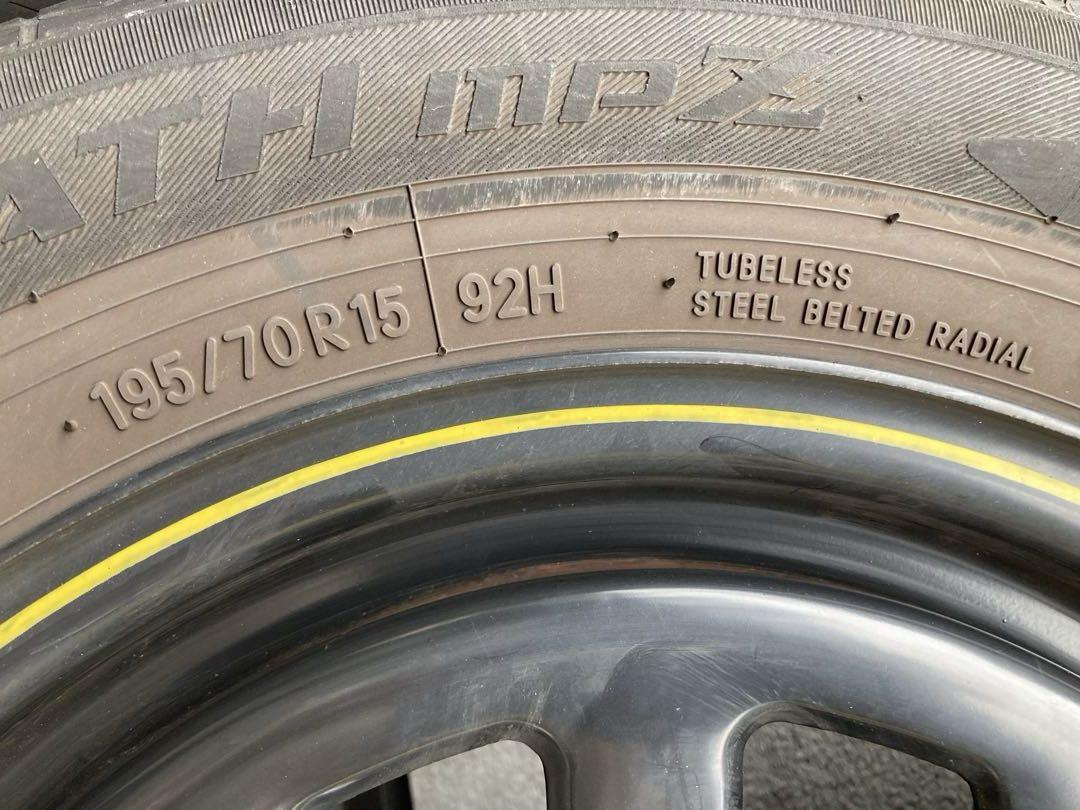 ATH mpZ
195/70R15 92H
TUBELESS
STEEL BELTED RADIAL